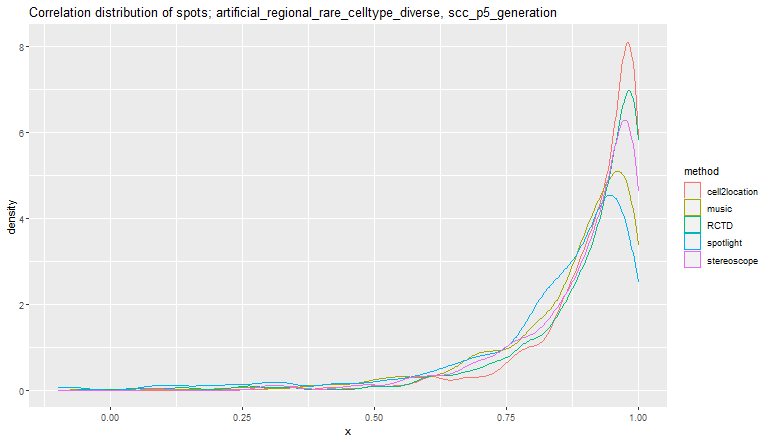 Correlation distribution of spots; artificial_regional_rare_celltype_diverse, scc_p5_generation
8
6
4
2
0
density
0.00
0.25
0.50
0.75
1.00
x
method
cell2location
music
RCTD
spotlight
stereoscope